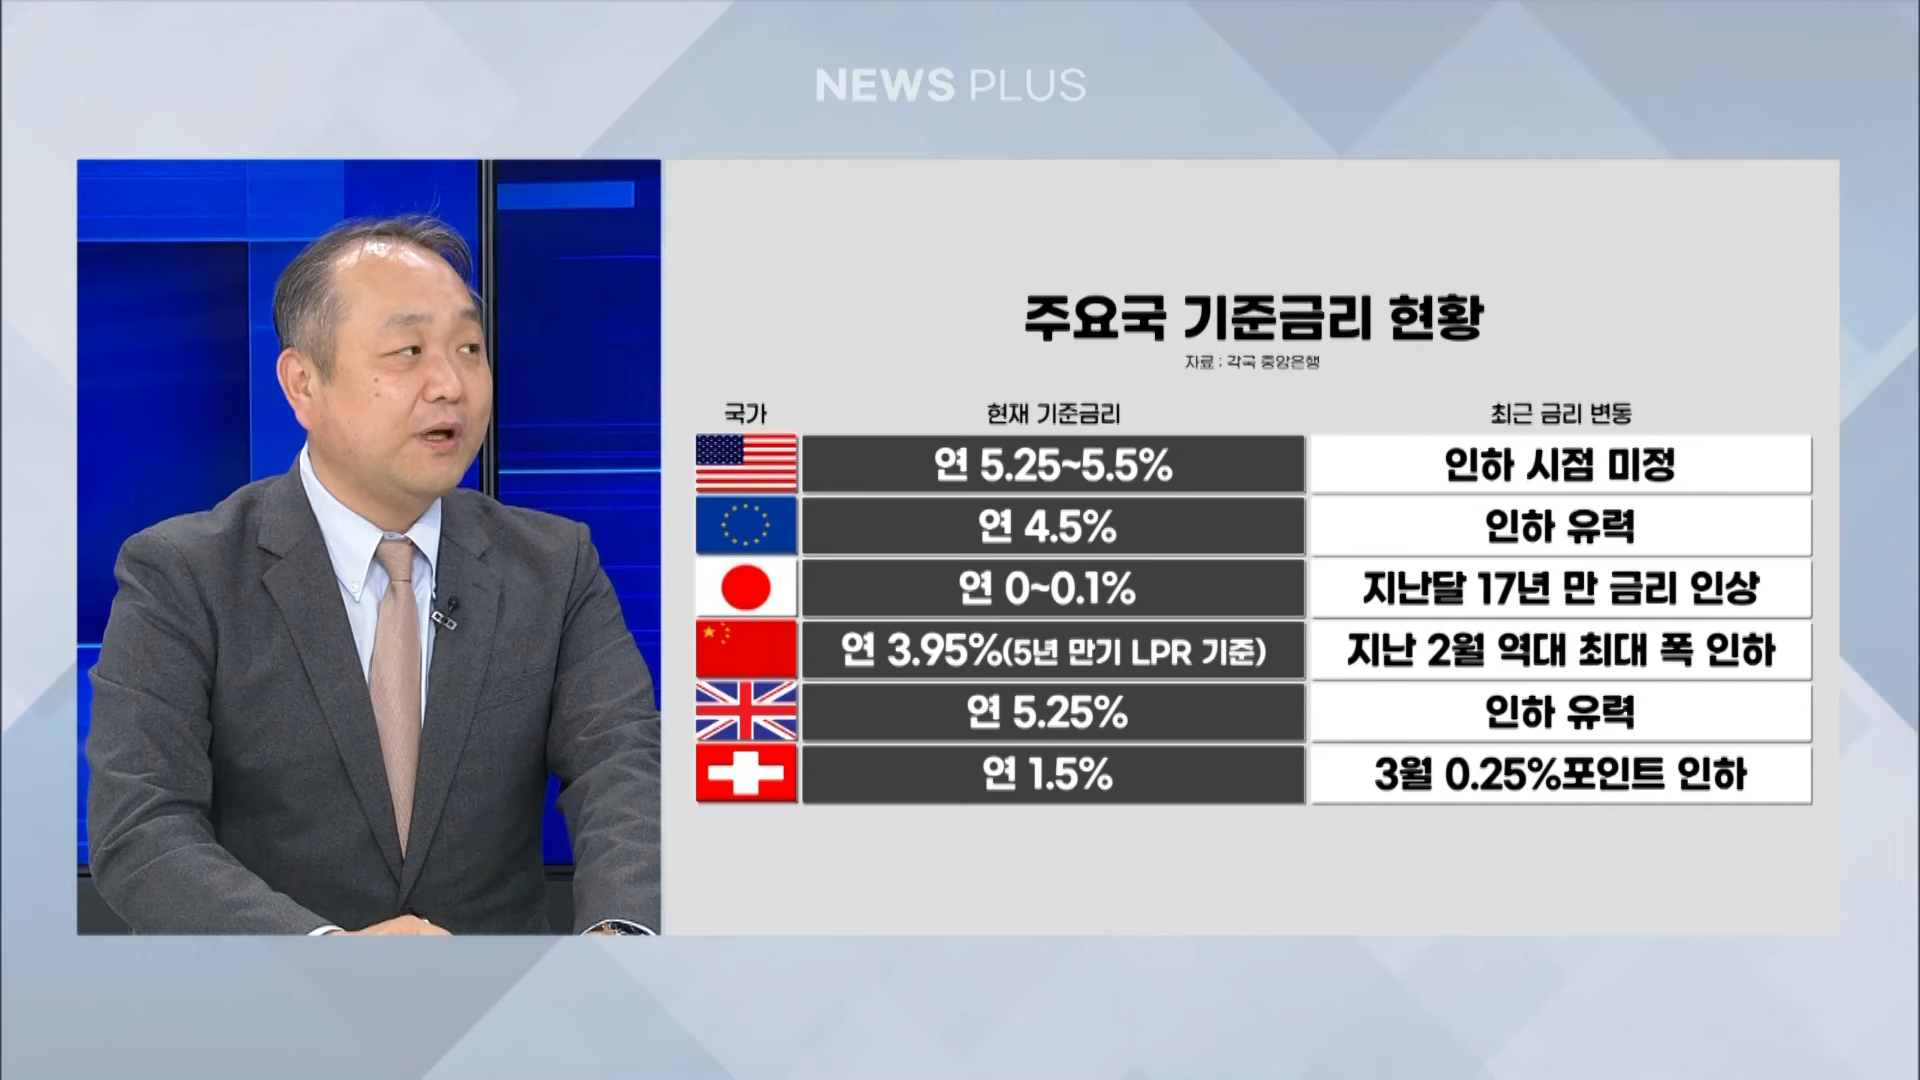 NEWS PLUS
주요국 기준금리 현황
자료 : 각국 중앙은행
국가 현재 기준금리 최근 금리 변동
연 5.25~5.5% 인하 시점 미정
연 4.5% 인하 유력
연 0~0.1% 지난달 17년 만 금리 인상
연 3.95%(5년 만기 LPR 기준) 지난 2월 역대 최대 폭 인하
연 5.25% 인하 유력
연 1.5% 3월 0.25%포인트 인하